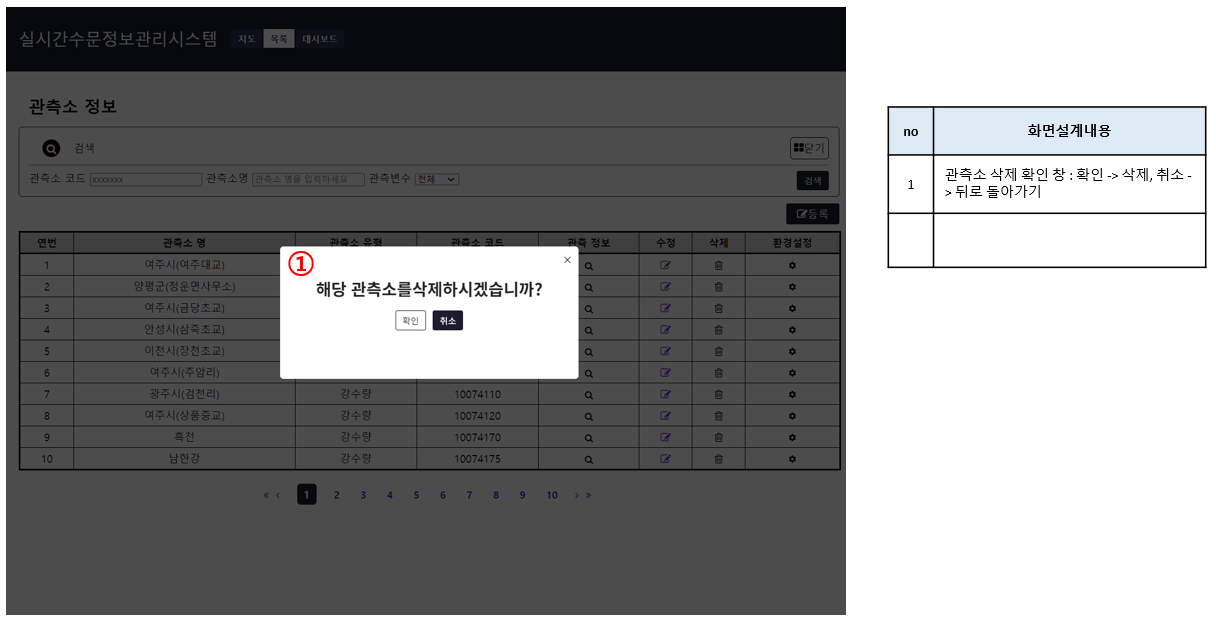 실시간수문정보관리시스템 지도 목록 대시보드
관측소 정보
검색 닫기
관측소 코드 xxxxxxx 관측소명 관측소 명을 입력하세요 관측변수 전체 검색
등록
연번 관측소 명 관측소 유형 관측소 코드 관측 정보 수정 삭제 환경설정
1 여주시(여주대교)
2 양평군(청운면사무소)
3 여주시(금당초교)
4 안성시(삼죽초교)
5 이천시(장천초교)
6 여주시(주암리)
7 광주시(검천리) 강수량 10074110
8 여주시(상품중교) 강수량 10074120
9 흑천 강수량 10074170
10 남한강 강수량 10074175
①
×
해당 관측소를삭제하시겠습니까?
확인 취소
« ‹ 1 2 3 4 5 6 7 8 9 10 › »
no 화면설계내용
1 관측소 삭제 확인 창 : 확인 -> 삭제, 취소 -
> 뒤로 돌아가기